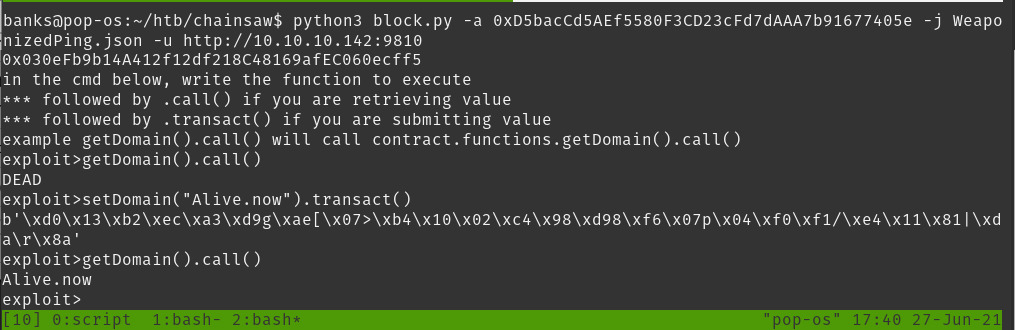 banks@pop-os:~/htb/chainsaw$ python3 block.py -a 0xD5bacCd5AEf5580F3CD23cFd7dAAA7b91677405e -j Weapo
nizedPing.json -u http://10.10.10.142:9810
0x030eFb9b14A412f12df218C48169afEC060ecff5
in the cmd below, write the function to execute
*** followed by .call() if you are retrieving value
*** followed by .transact() if you are submitting value
example getDomain().call() will call contract.functions.getDomain().call()
exploit>getDomain().call()
DEAD
exploit>setDomain("Alive.now").transact()
b'\xd0\x13\xb2\xec\xa3\xd9g\xae[\x07>\xb4\x10\x02\xc4\x98\xd98\xf6\x07p\x04\xf0\xf1/\xe4\x11\x81|\xd
a\r\x8a'
exploit>getDomain().call()
Alive.now
exploit>
[10] 0:script  1:bash- 2:bash* "pop-os" 17:40 27-Jun-21